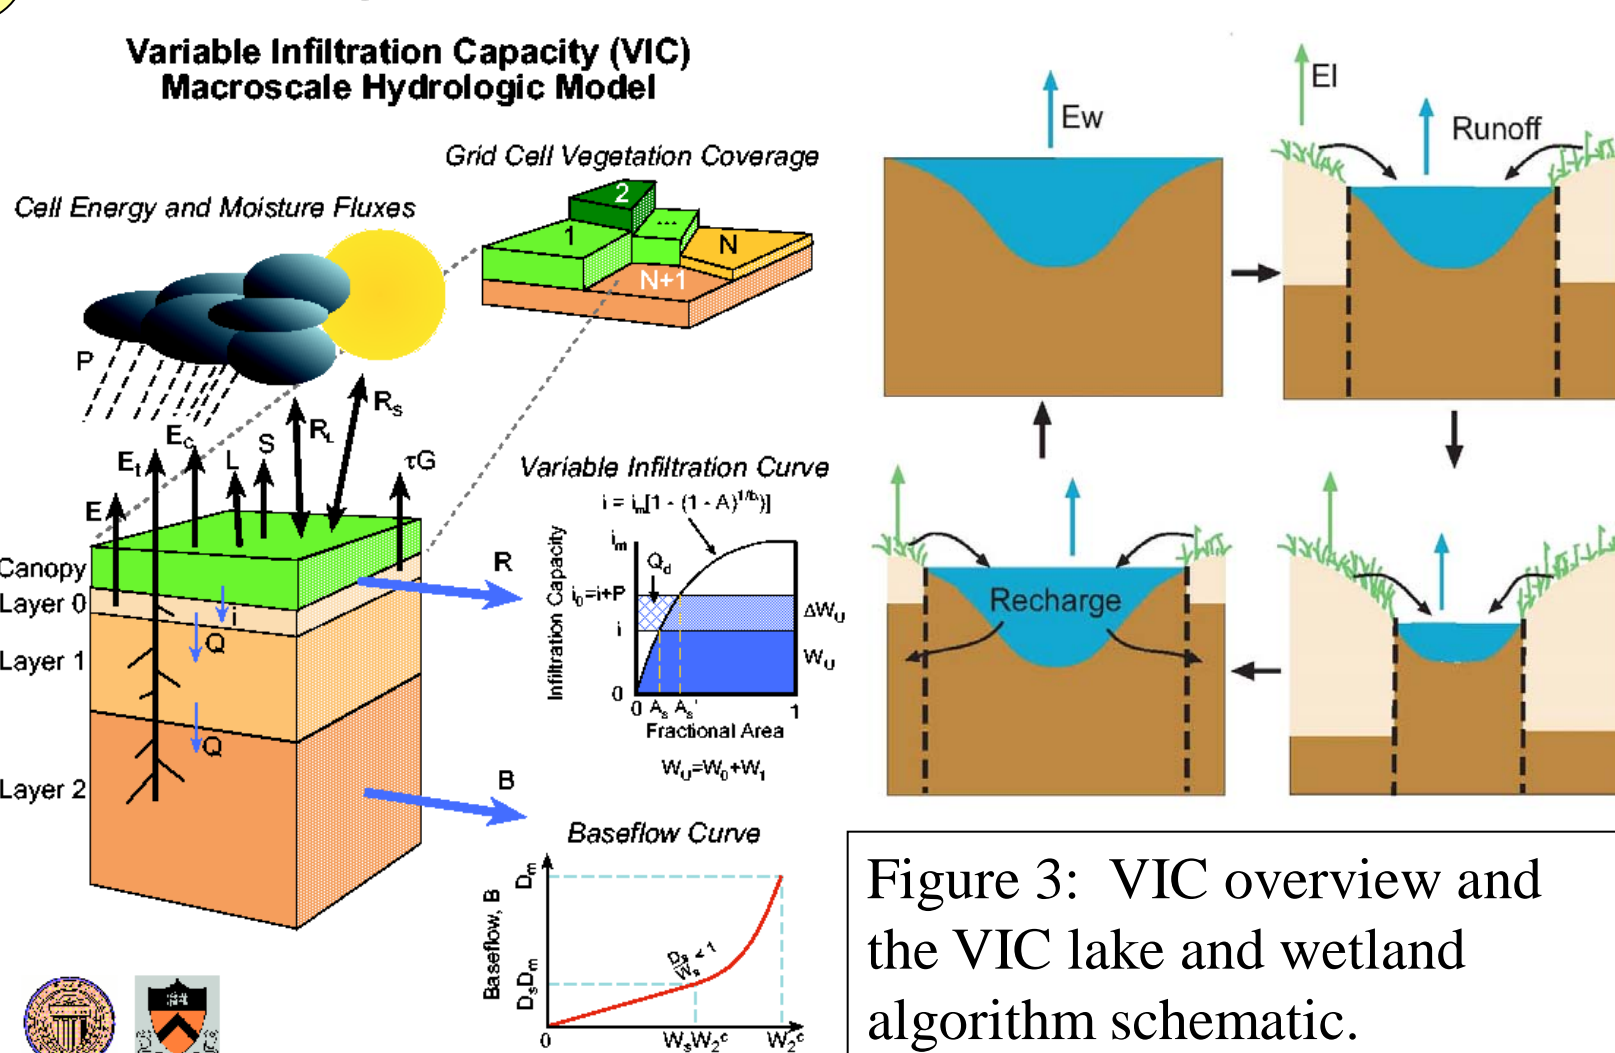 Variable Infiltration Capacity (VIC)
Macroscale Hydrologic Model
Grid Cell Vegetation Coverage
Cell Energy and Moisture Fluxes
1
2
...
N
N+1
P
E
Et
Ec
L
S
RL
RS
τG
Canopy
Layer 0
Layer 1
Layer 2
i
Q
Q
R
B
Variable Infiltration Curve
i = im[1 - (1 - A)^1/b)]
Infiltration Capacity
im
i0=i+P
i
0
Qd
ΔWU
WU
0 As As' 1
Fractional Area
WU=W0+W1
Baseflow Curve
Baseflow, B
Dm
DsDm
Ds/Ws < 1
0 WsW2c W2c
Ew
El
Runoff
Recharge
Figure 3: VIC overview and
the VIC lake and wetland
algorithm schematic.